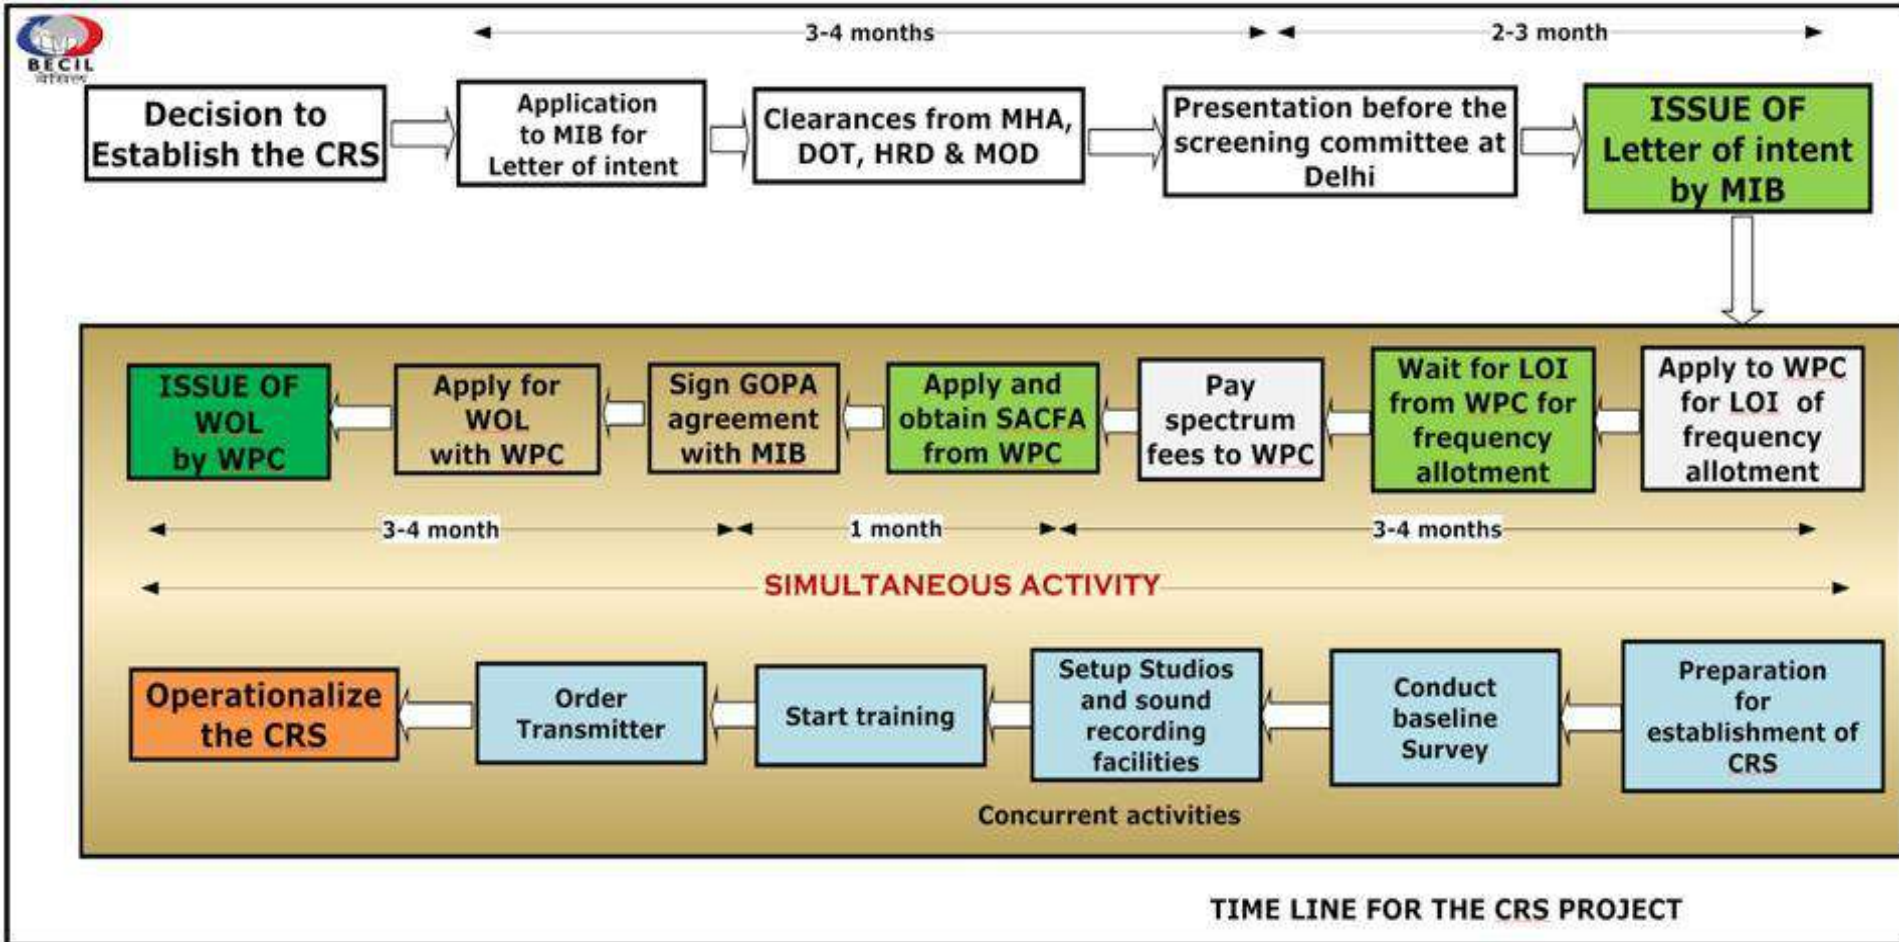 BECIL
बेसिल
3-4 months
2-3 month
Decision to
Establish the CRS
Application
to MIB for
Letter of intent
Clearances from MHA,
DOT, HRD & MOD
Presentation before the
screening committee at
Delhi
ISSUE OF
Letter of intent
by MIB
ISSUE OF
WOL
by WPC
Apply for
WOL
with WPC
Sign GOPA
agreement
with MIB
Apply and
obtain SACFA
from WPC
Pay
spectrum
fees to WPC
Wait for LOI
from WPC for
frequency
allotment
Apply to WPC
for LOI of
frequency
allotment
3-4 month
1 month
3-4 months
SIMULTANEOUS ACTIVITY
Operationalize
the CRS
Order
Transmitter
Start training
Setup Studios
and sound
recording
facilities
Conduct
baseline
Survey
Preparation
for
establishment of
CRS
Concurrent activities
TIME LINE FOR THE CRS PROJECT